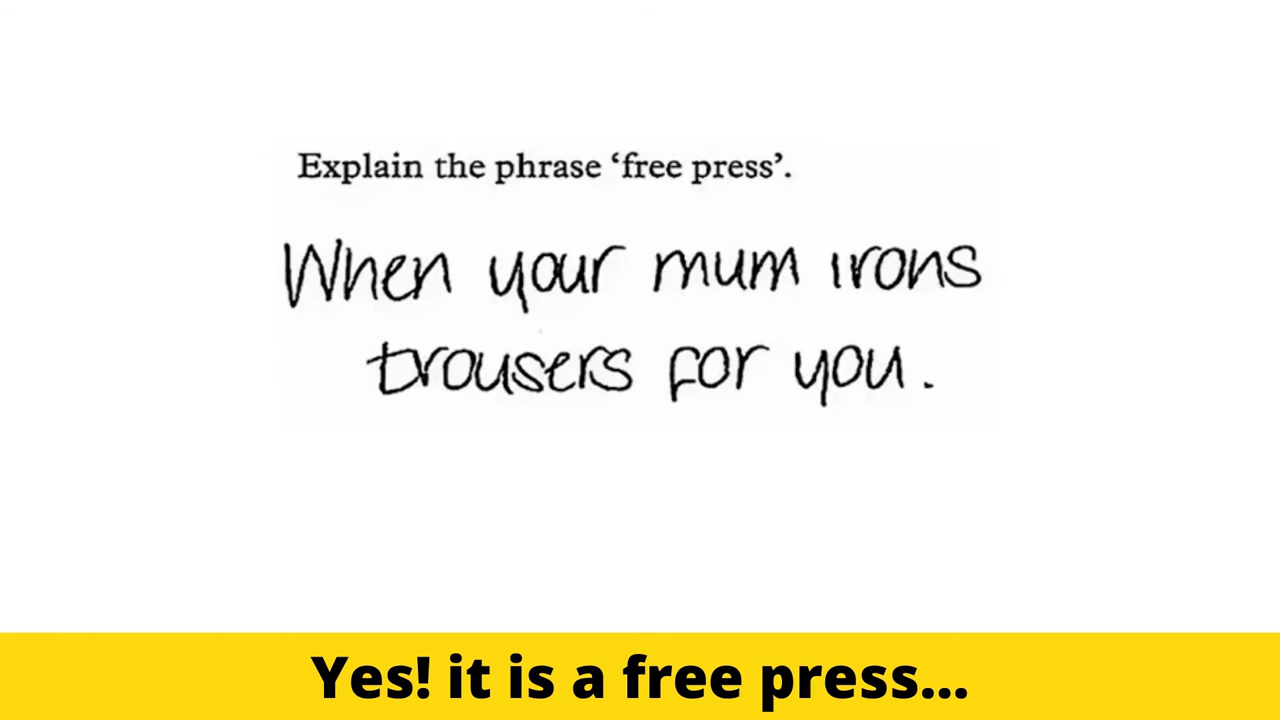 Explain the phrase ‘free press’.
When your mum irons
trousers for you.
Yes! it is a free press...